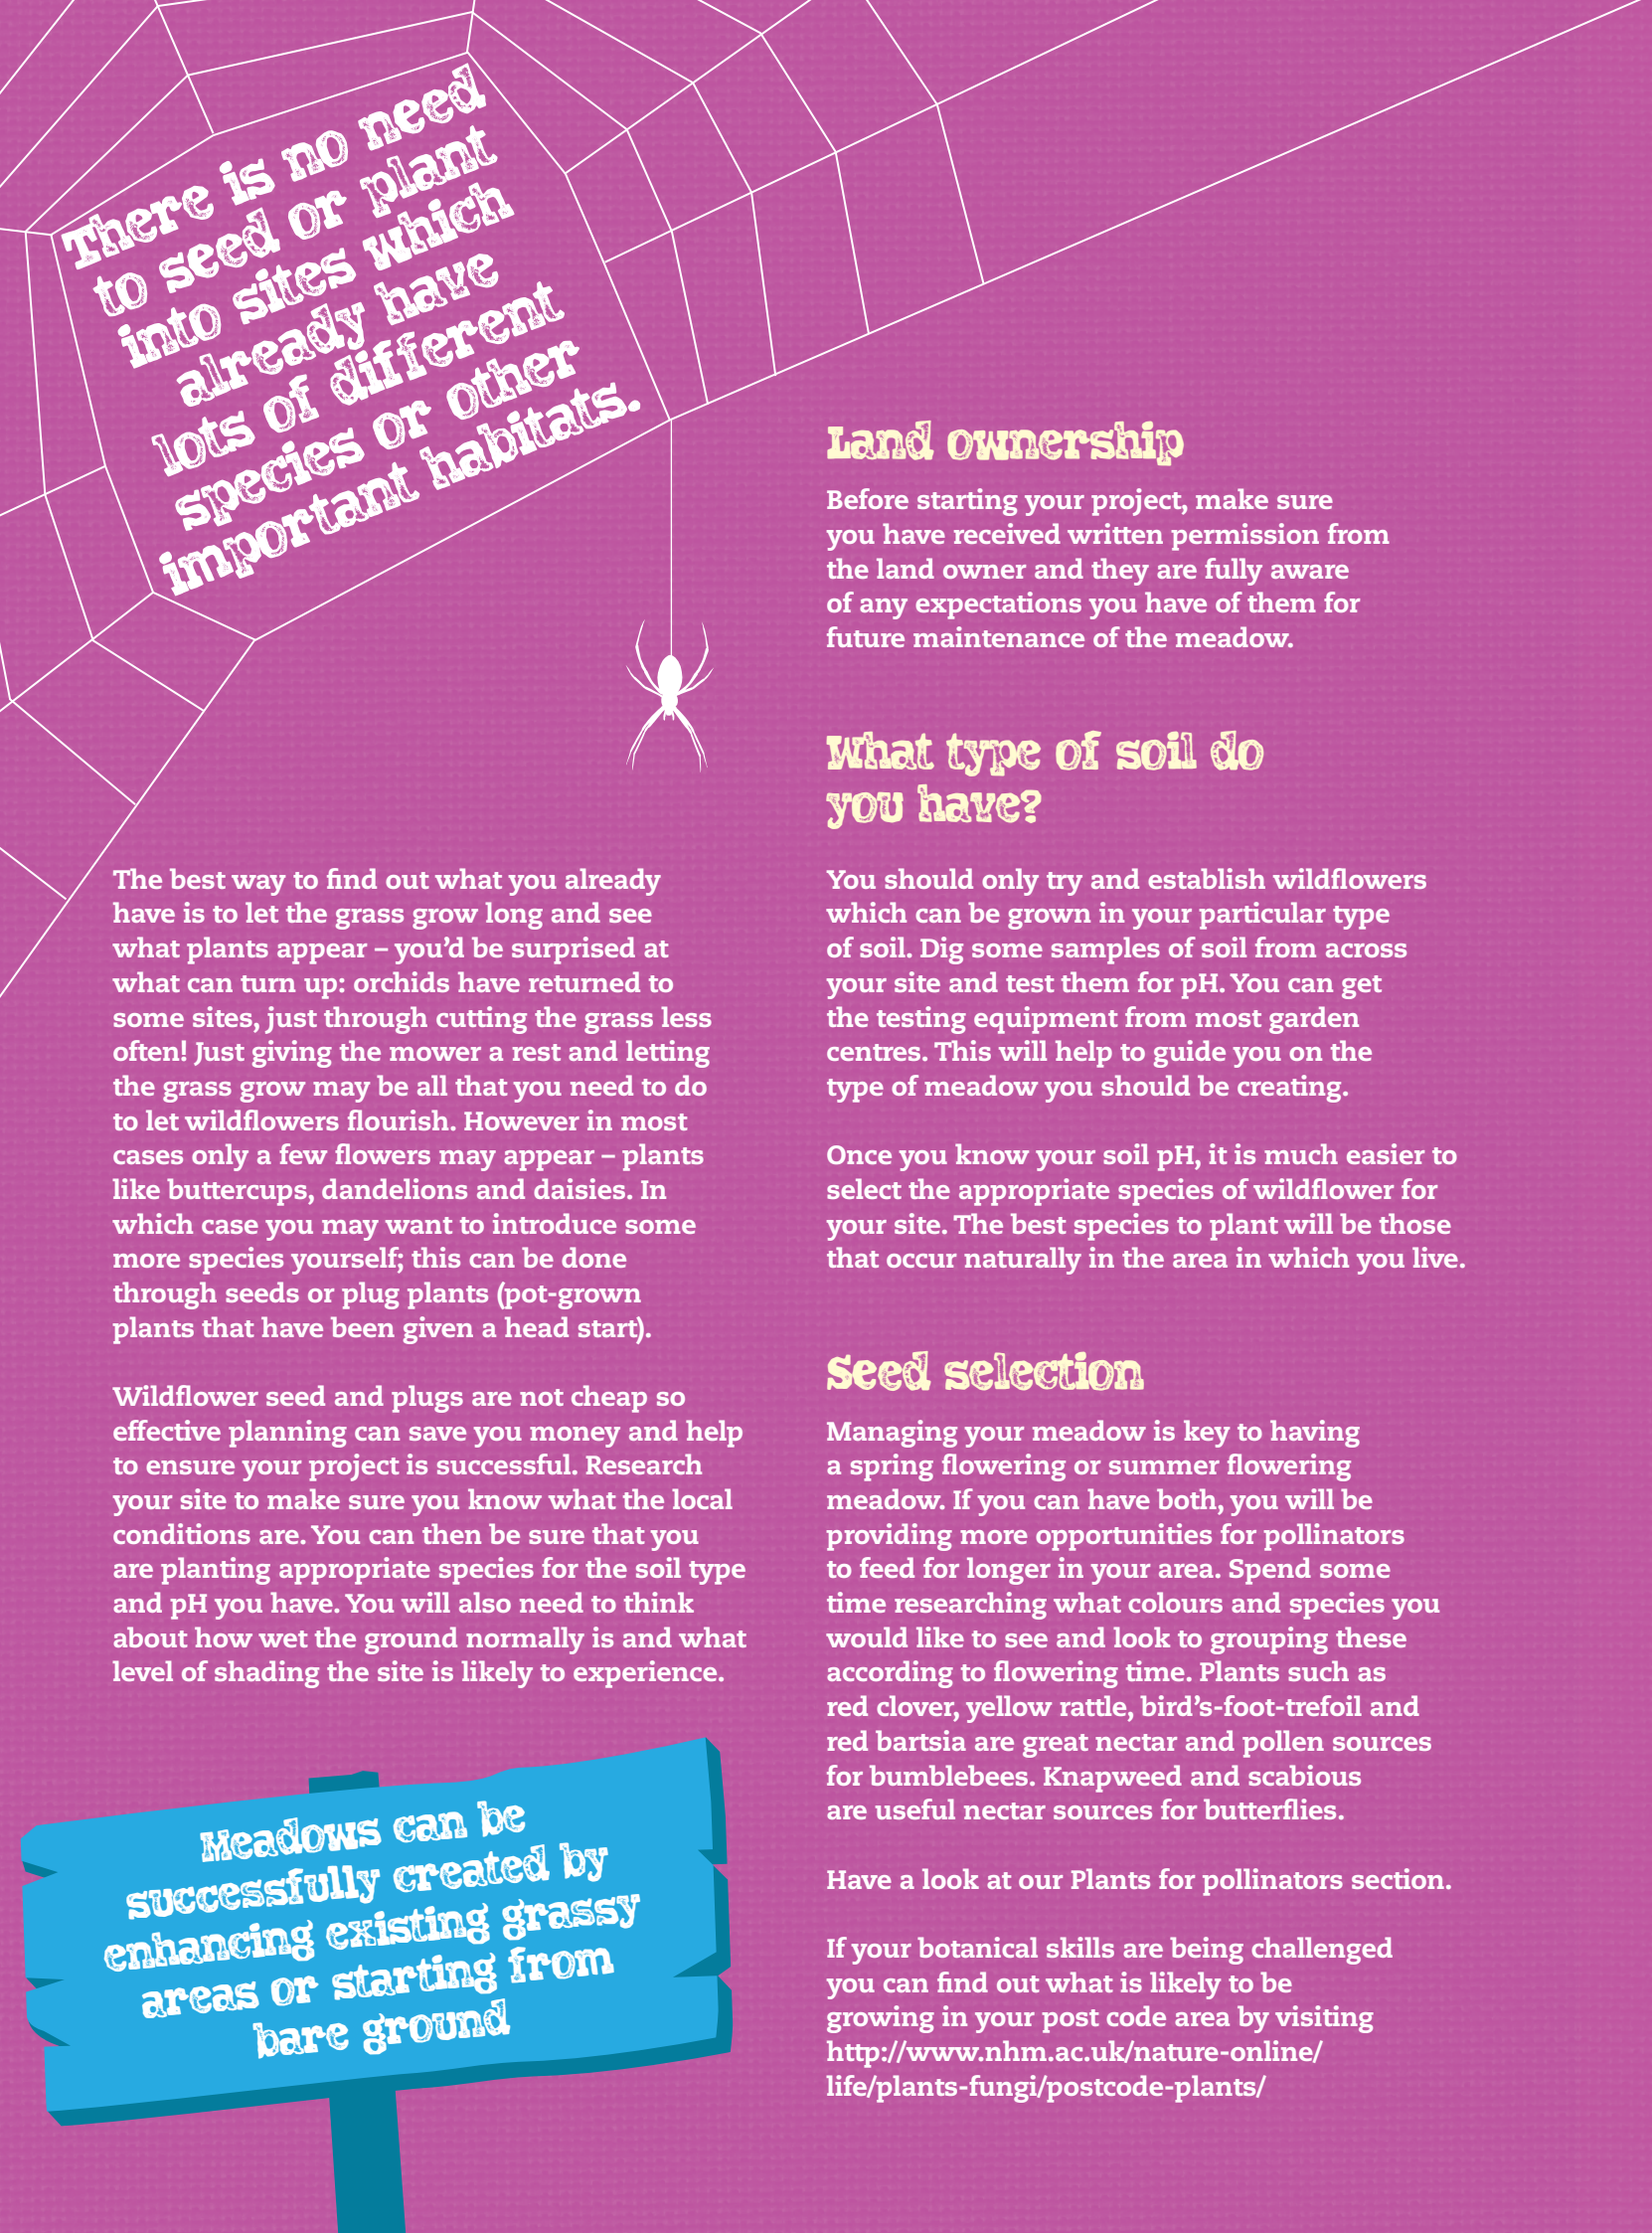 There is no need
to seed or plant
into sites which
already have
lots of different
species or other
important habitats.
The best way to find out what you already
have is to let the grass grow long and see
what plants appear – you’d be surprised at
what can turn up: orchids have returned to
some sites, just through cutting the grass less
often! Just giving the mower a rest and letting
the grass grow may be all that you need to do
to let wildflowers flourish. However in most
cases only a few flowers may appear – plants
like buttercups, dandelions and daisies. In
which case you may want to introduce some
more species yourself; this can be done
through seeds or plug plants (pot-grown
plants that have been given a head start).
Wildflower seed and plugs are not cheap so
effective planning can save you money and help
to ensure your project is successful. Research
your site to make sure you know what the local
conditions are. You can then be sure that you
are planting appropriate species for the soil type
and pH you have. You will also need to think
about how wet the ground normally is and what
level of shading the site is likely to experience.
Meadows can be
successfully created by
enhancing existing grassy
areas or starting from
bare ground
Land ownership
Before starting your project, make sure
you have received written permission from
the land owner and they are fully aware
of any expectations you have of them for
future maintenance of the meadow.
What type of soil do
you have?
You should only try and establish wildflowers
which can be grown in your particular type
of soil. Dig some samples of soil from across
your site and test them for pH. You can get
the testing equipment from most garden
centres. This will help to guide you on the
type of meadow you should be creating.
Once you know your soil pH, it is much easier to
select the appropriate species of wildflower for
your site. The best species to plant will be those
that occur naturally in the area in which you live.
Seed selection
Managing your meadow is key to having
a spring flowering or summer flowering
meadow. If you can have both, you will be
providing more opportunities for pollinators
to feed for longer in your area. Spend some
time researching what colours and species you
would like to see and look to grouping these
according to flowering time. Plants such as
red clover, yellow rattle, bird’s-foot-trefoil and
red bartsia are great nectar and pollen sources
for bumblebees. Knapweed and scabious
are useful nectar sources for butterflies.
Have a look at our Plants for pollinators section.
If your botanical skills are being challenged
you can find out what is likely to be
growing in your post code area by visiting
http://www.nhm.ac.uk/nature-online/
life/plants-fungi/postcode-plants/